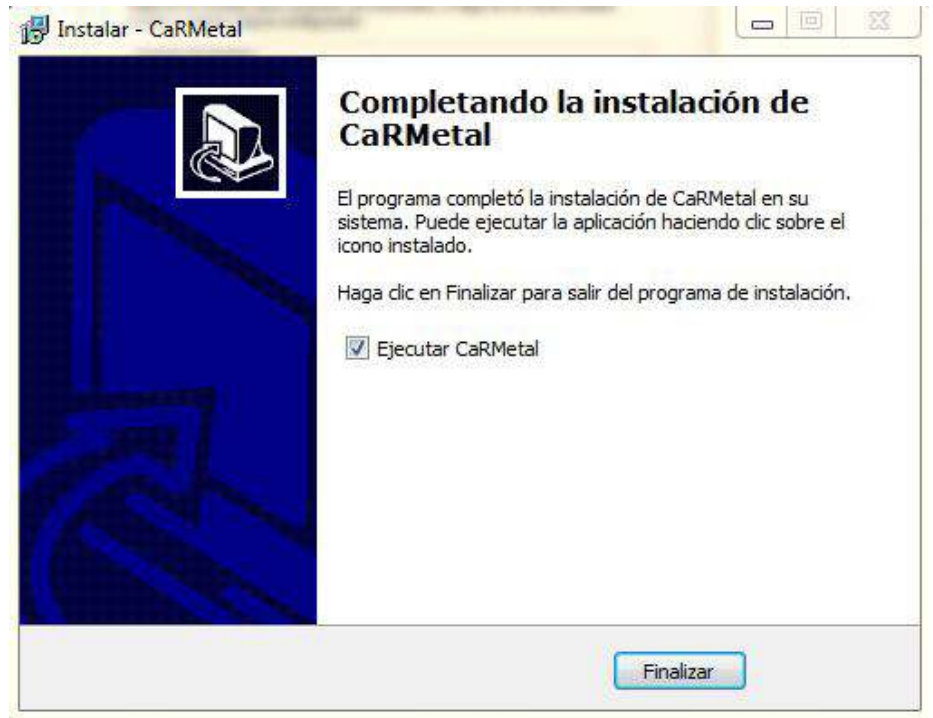 Instalar - CaRMetal
Completando la instalación de
CaRMetal
El programa completó la instalación de CaRMetal en su
sistema. Puede ejecutar la aplicación haciendo clic sobre el
icono instalado.
Haga clic en Finalizar para salir del programa de instalación.
Ejecutar CaRMetal
Finalizar